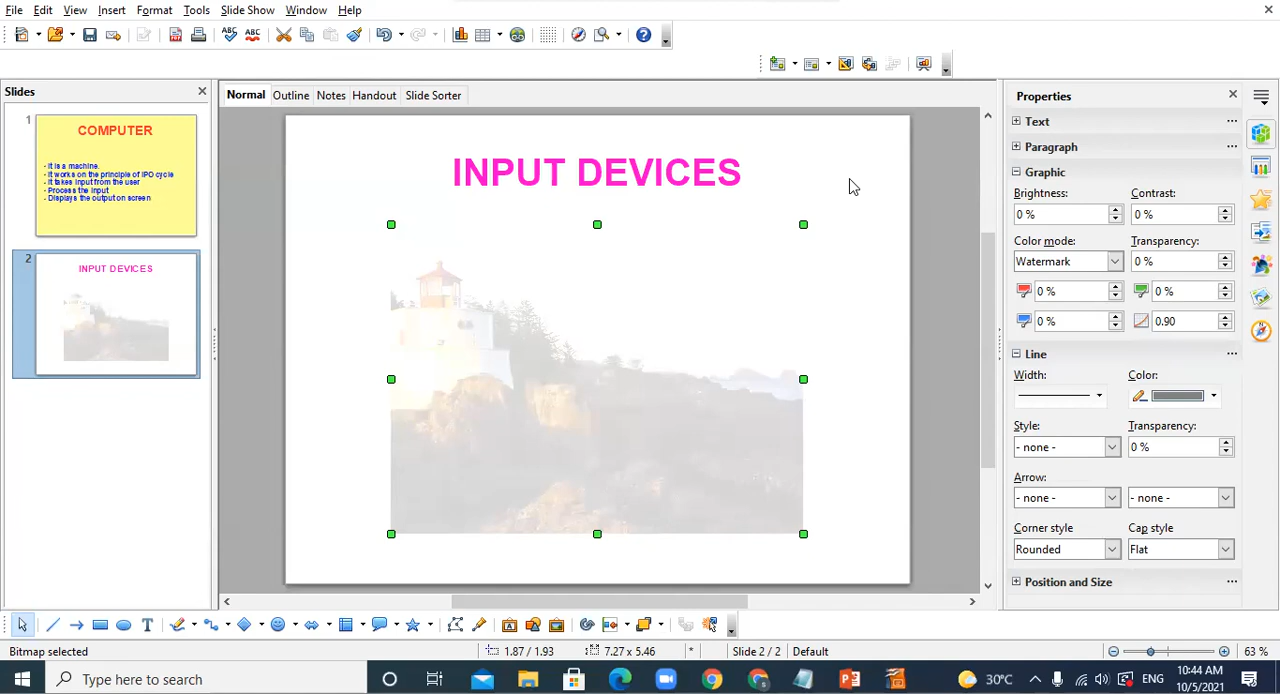 File Edit View Insert Format Tools Slide Show Window Help
Slides
Normal Outline Notes Handout Slide Sorter
Properties
1
COMPUTER
- It is a machine.
- It works on the principle of IPO cycle
- It takes input from the user
- Process the input
- Displays the output on screen
2
INPUT DEVICES
INPUT DEVICES
Text
Paragraph
Graphic
Brightness: Contrast:
0 % 0 %
Color mode: Transparency:
Watermark 0 %
0 % 0 %
0 % 0.90
Line
Width: Color:
Style: Transparency:
- none - 0 %
Arrow:
- none - - none -
Corner style Cap style
Rounded Flat
Position and Size
Bitmap selected 1.87 / 1.93 7.27 x 5.46 * Slide 2 / 2 Default 63 %
Type here to search 30°C ENG 10:44 AM
10/5/2021